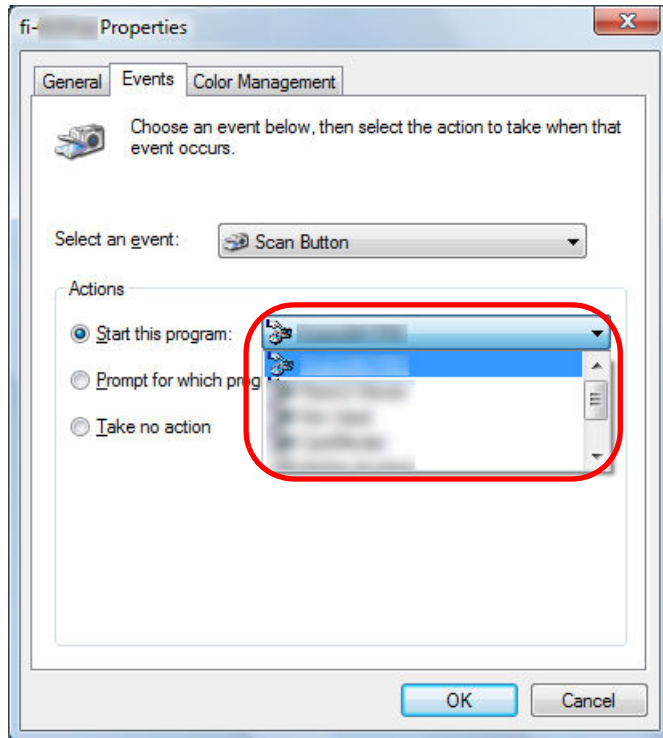 fi- Properties
General Events Color Management
Choose an event below, then select the action to take when that
event occurs.
Select an event: Scan Button
Actions
Start this program:
Prompt for which prog
Take no action
OK Cancel